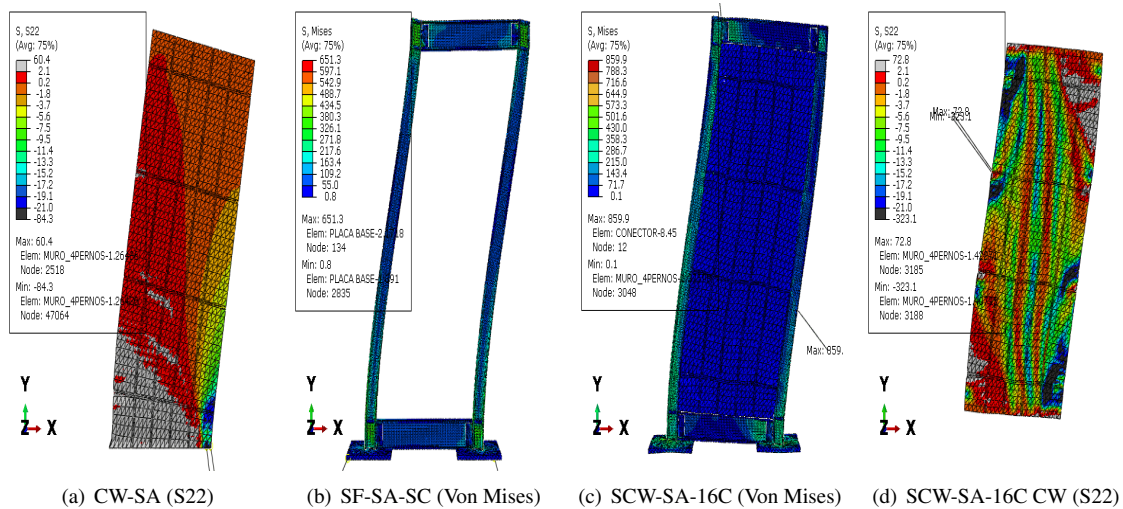 S, S22
(Avg: 75%)
60.4
2.1
0.2
-1.8
-3.7
-5.6
-7.5
-9.5
-11.4
-13.3
-15.2
-17.2
-19.1
-21.0
-84.3
Max: 60.4
Elem: MURO_4PERNOS-1.26
Node: 2518
Min: -84.3
Elem: MURO_4PERNOS-1.2
Node: 47064
Y
Z X
(a) CW-SA (S22)
S, Mises
(Avg: 75%)
651.3
597.1
542.9
488.7
434.5
380.3
326.1
271.8
217.6
163.4
109.2
55.0
0.8
Max: 651.3
Elem: PLACA BASE-2.
Node: 134
Min: 0.8
Elem: PLACA BASE-
Node: 2835
Y
Z X
(b) SF-SA-SC (Von Mises)
S, Mises
(Avg: 75%)
859.9
788.3
716.6
644.9
573.3
501.6
430.0
358.3
286.7
215.0
143.4
71.7
0.1
Max: 859.9
Elem: CONECTOR-8.45
Node: 12
Min: 0.1
Elem: MURO_4PERNOS-
Node: 3048
Max: 859.
Y
Z X
(c) SCW-SA-16C (Von Mises)
S, S22
(Avg: 75%)
72.8
2.1
0.2
-1.8
-3.7
-5.6
-7.5
-9.5
-11.4
-13.3
-15.2
-17.2
-19.1
-21.0
-323.1
Max: 72.8
Elem: MURO_4PERNOS-1.4
Node: 3185
Min: -323.1
Elem: MURO_4PERNOS-1.4
Node: 3188
Max: 72.8
Min: -323.1
Y
Z X
(d) SCW-SA-16C CW (S22)